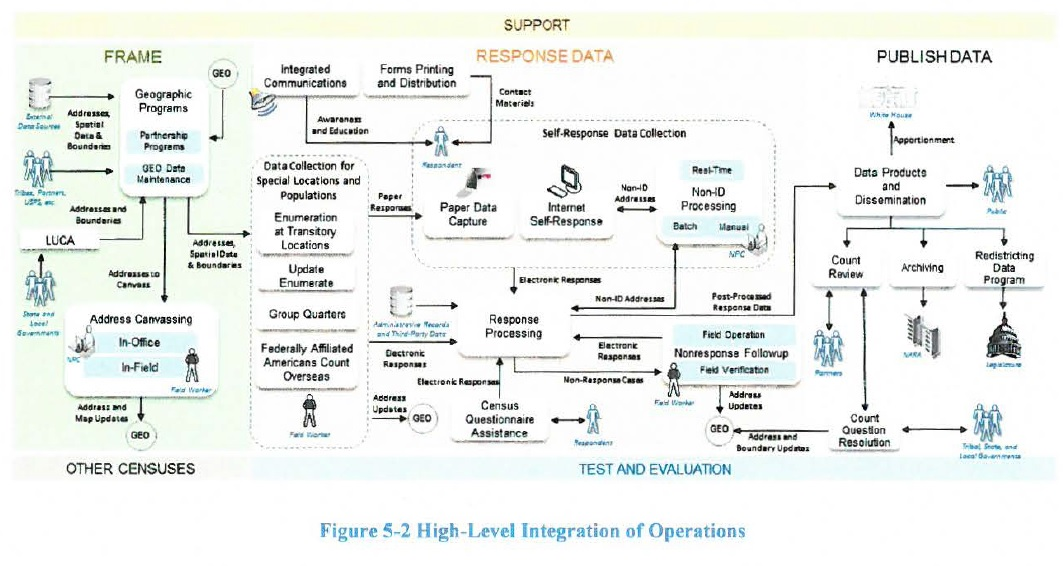 SUPPORT
FRAME
RESPONSE DATA
PUBLISH DATA
GEO
Geographic
Programs
Partnership
Programs
GEO Data
Maintenance
External
Data Sources
Addresses,
Spatial
Data &
Boundaries
Tribes, Partners,
USPS, etc.
Addresses and
Boundaries
LUCA
State and Local
Governments
Addresses to
Canvass
Addresses,
Spatial Data
& Boundaries
Address Canvassing
In-Office
In-Field
NPC
Field Worker
Address and
Map Updates
GEO
Integrated
Communications
Forms Printing
and Distribution
Contact
Materials
Awareness
and Education
Respondent
Data Collection for
Special Locations and
Populations
Enumeration
at Transitory
Locations
Update
Enumerate
Group Quarters
Federally Affiliated
Americans Count
Overseas
Field Worker
Paper
Responses
Self-Response Data Collection
Paper Data
Capture
Internet
Self-Response
Non-ID
Addresses
Real-Time
Non-ID
Processing
Batch
Manual
NPC
Electronic Responses
Non-ID Addresses
Post-Processed
Response Data
Administrative Records
and Third-Party Data
Response
Processing
Electronic
Responses
Electronic
Responses
Field Operation
Nonresponse Followup
Field Verification
Field Worker
Non-Response Cases
Electronic Responses
Address
Updates
GEO
Census
Questionnaire
Assistance
Respondent
Address
Updates
GEO
Address and
Boundary Updates
White House
Apportionment
Data Products
and
Dissemination
Public
Count
Review
Archiving
Redistricting
Data
Program
Partners
NARA
Legislature
Count
Question
Resolution
Tribal, State, and
Local Governments
OTHER CENSUSES
TEST AND EVALUATION
Figure 5-2 High-Level Integration of Operations